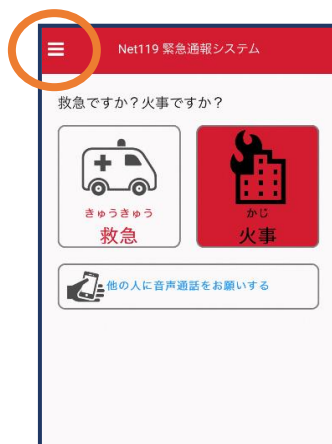 Net119 緊急通報システム
救急ですか？火事ですか？
きゅうきゅう
救急
かじ
火事
他の人に音声通話をお願いする